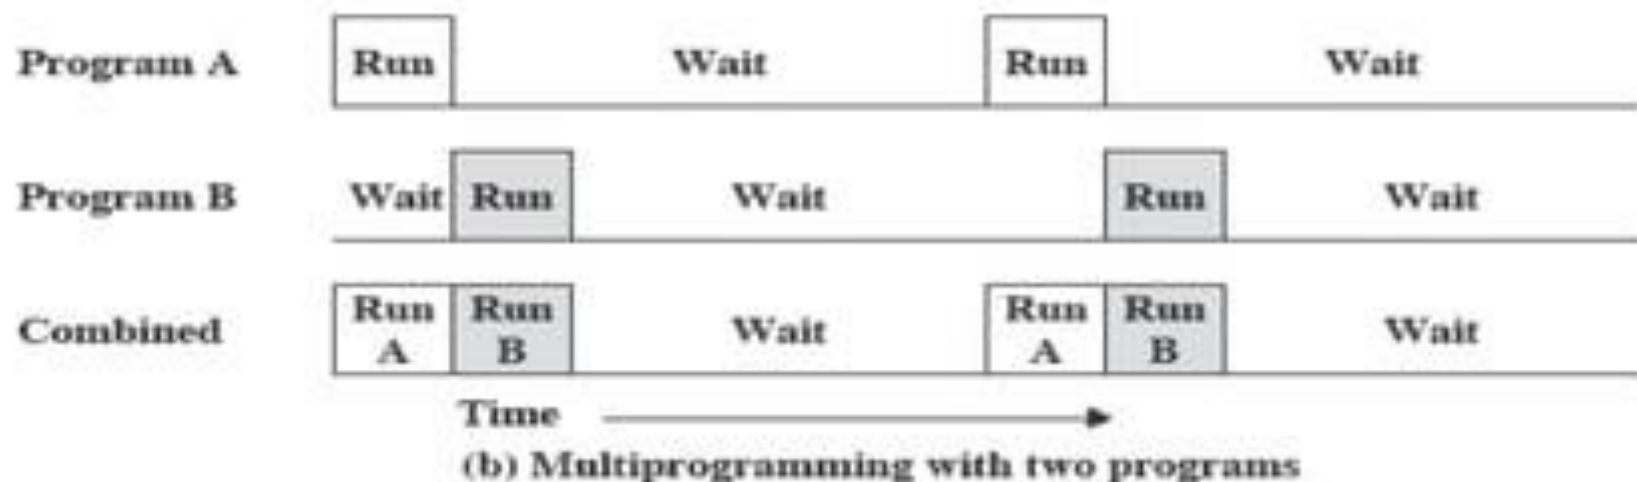 Program A Run Wait Run Wait
Program B Wait Run Wait Run Wait
Combined Run A Run B Wait Run A Run B Wait
Time
(b) Multiprogramming with two programs